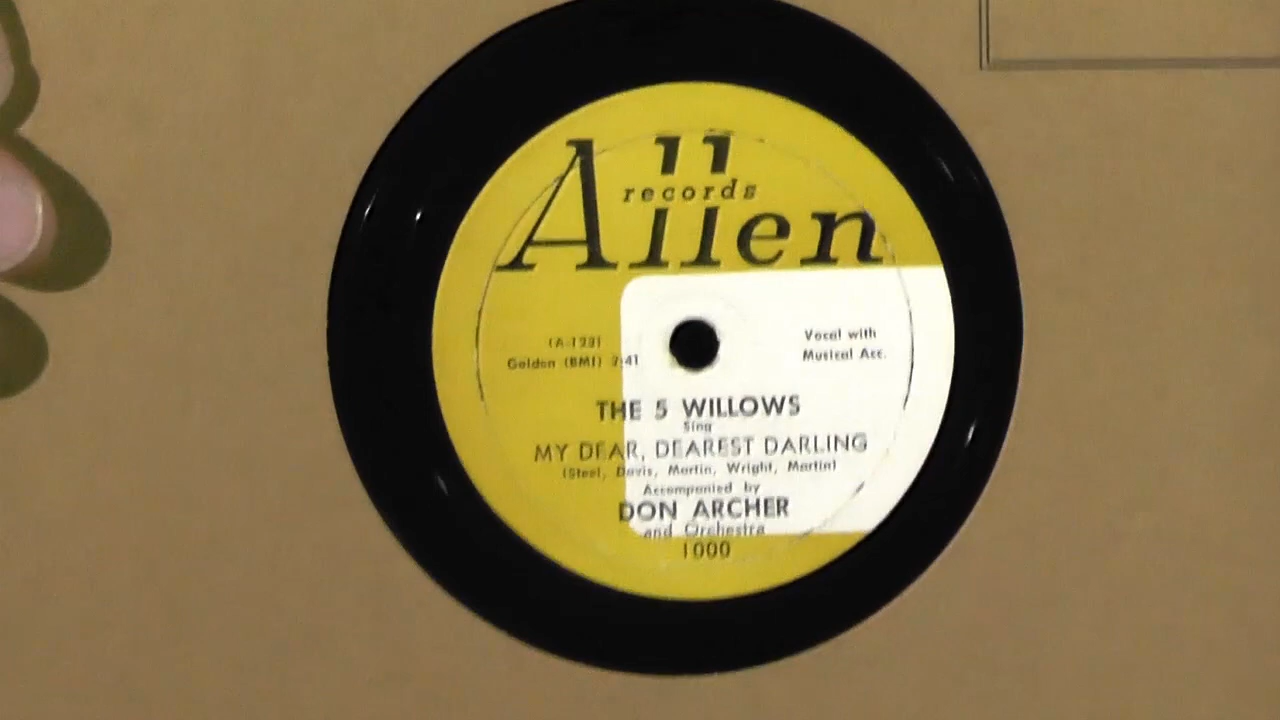 Allen
records
(A-1231
Golden (BMI) 2:41
Vocal with
Musical Acc.
THE 5 WILLOWS
Sing
MY DEAR, DEAREST DARLING
(Steel, Davis, Martin, Wright, Martin)
Accompanied by
DON ARCHER
and Orchestra
1000